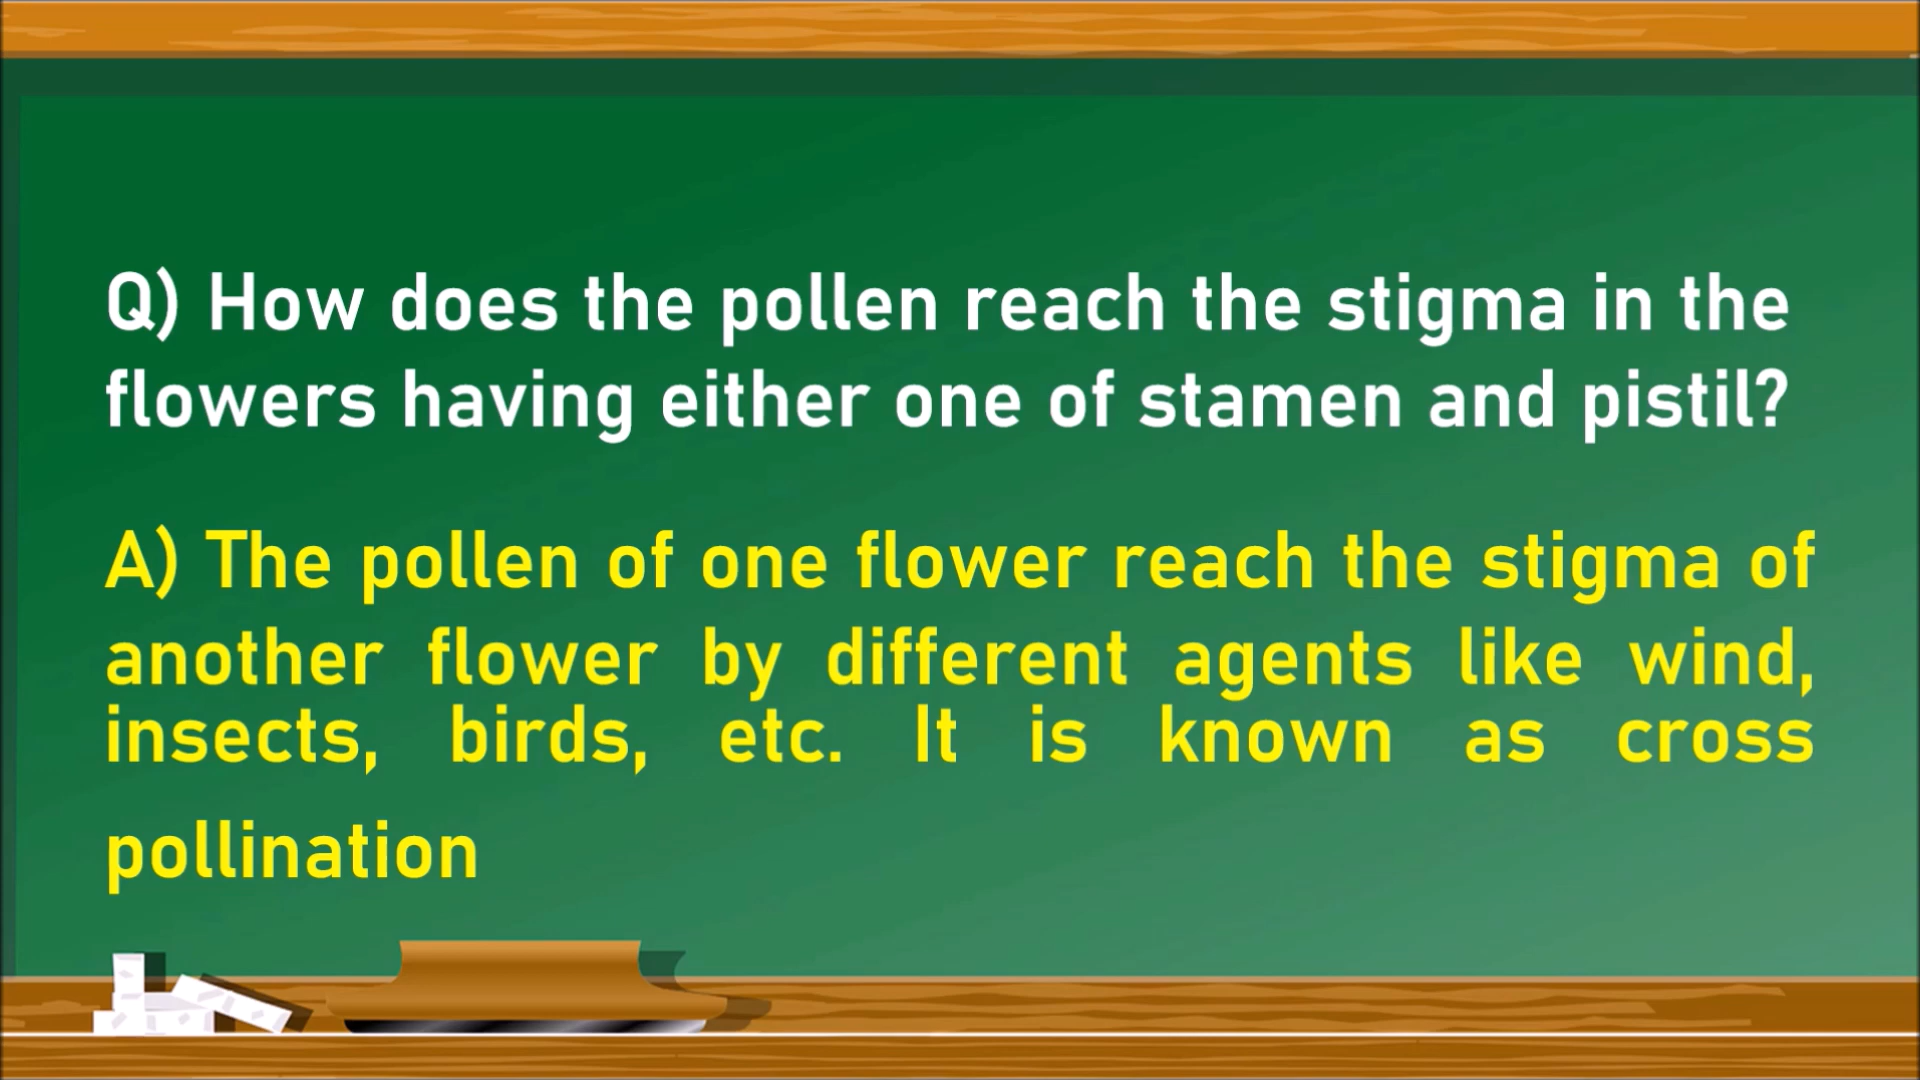 Q) How does the pollen reach the stigma in the
flowers having either one of stamen and pistil?
A) The pollen of one flower reach the stigma of
another flower by different agents like wind,
insects, birds, etc. It is known as cross
pollination